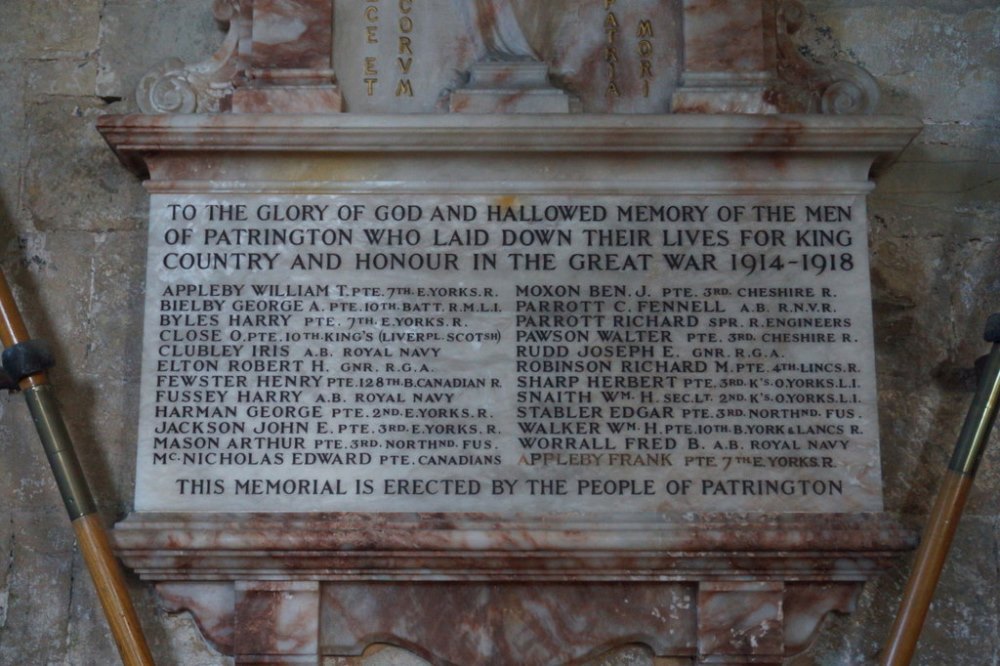 CE ET
CORVM
PATRIA
MORI
TO THE GLORY OF GOD AND HALLOWED MEMORY OF THE MEN
OF PATRINGTON WHO LAID DOWN THEIR LIVES FOR KING
COUNTRY AND HONOUR IN THE GREAT WAR 1914-1918
APPLEBY WILLIAM T. PTE. 7TH. E.YORKS. R.
BIELBY GEORGE A. PTE. 10TH. BATT. R.M.L.I.
BYLES HARRY PTE. 7TH. E.YORKS. R.
CLOSE O. PTE. 10TH. KING'S (LIVERPL. SCOTSH)
CLUBLEY IRIS A.B. ROYAL NAVY
ELTON ROBERT H. GNR. R.G.A.
FEWSTER HENRY PTE. 128TH. B. CANADIAN R.
FUSSEY HARRY A.B. ROYAL NAVY
HARMAN GEORGE PTE. 2ND. E.YORKS. R.
JACKSON JOHN E. PTE. 3RD. E.YORKS. R.
MASON ARTHUR PTE. 3RD. NORTHND. FUS.
MC. NICHOLAS EDWARD PTE. CANADIANS
MOXON BEN. J. PTE. 3RD. CHESHIRE R.
PARROTT C. FENNELL A.B. R.N.V.R.
PARROTT RICHARD SPR. R. ENGINEERS
PAWSON WALTER PTE. 3RD. CHESHIRE R.
RUDD JOSEPH E. GNR. R.G.A.
ROBINSON RICHARD M. PTE. 4TH. LINCS. R.
SHARP HERBERT PTE. 3RD. K'S. O.YORKS. L.I.
SNAITH WM. H. SEC. LT. 2ND. K'S. O.YORKS. L.I.
STABLER EDGAR PTE. 3RD. NORTHND. FUS.
WALKER WM. H. PTE. 10TH. B. YORK & LANCS R.
WORRALL FRED B. A.B. ROYAL NAVY
APPLEBY FRANK PTE 7TH. E.YORKS. R.
THIS MEMORIAL IS ERECTED BY THE PEOPLE OF PATRINGTON